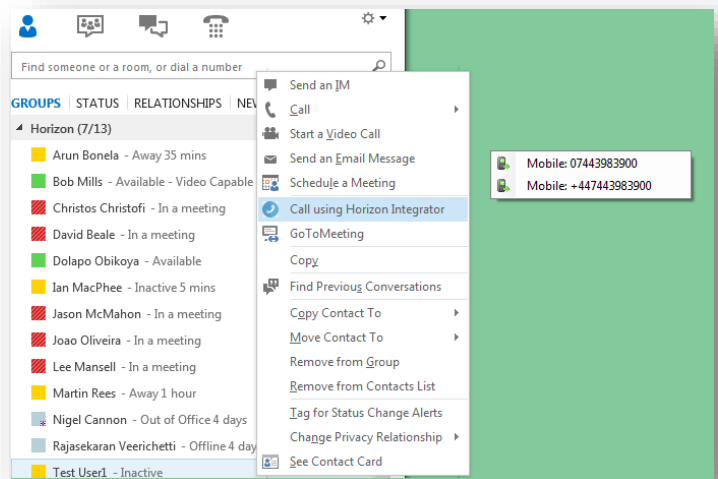 Find someone or a room, or dial a number
GROUPS STATUS RELATIONSHIPS NEW
Horizon (7/13)
Arun Bonela - Away 35 mins
Bob Mills - Available - Video Capable
Christos Christofi - In a meeting
David Beale - In a meeting
Dolapo Obikoya - Available
Ian MacPhee - Inactive 5 mins
Jason McMahon - In a meeting
Joao Oliveira - In a meeting
Lee Mansell - In a meeting
Martin Rees - Away 1 hour
Nigel Cannon - Out of Office 4 days
Rajasekaran Veerichetti - Offline 4 day
Test User1 - Inactive
Send an IM
Call
Start a Video Call
Send an Email Message
Schedule a Meeting
Call using Horizon Integrator
GoToMeeting
Copy
Find Previous Conversations
Copy Contact To
Move Contact To
Remove from Group
Remove from Contacts List
Tag for Status Change Alerts
Change Privacy Relationship
See Contact Card
Mobile: 07443983900
Mobile: +447443983900